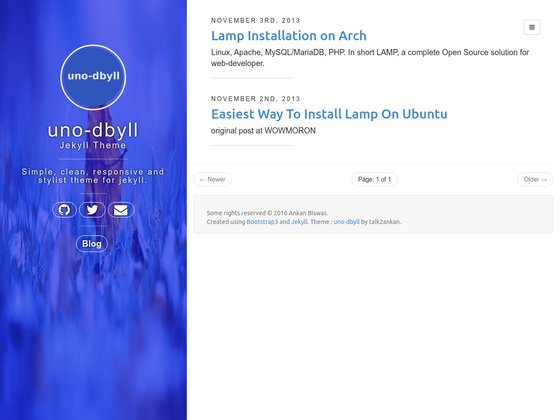 uno-dbyll
uno-dbyll
Jekyll Theme
Simple, clean, responsive and
stylist theme for jekyll.
Blog
NOVEMBER 3RD, 2013
Lamp Installation on Arch
Linux, Apache, MySQL/MariaDB, PHP. In short LAMP, a complete Open Source solution for
web-developer.
NOVEMBER 2ND, 2013
Easiest Way To Install Lamp On Ubuntu
original post at WOWMORON
← Newer
Page: 1 of 1
Older →
Some rights reserved © 2016 Ankan Biswas.
Created using Bootstrap3 and Jekyll. Theme : uno-dbyll by talk2ankan.